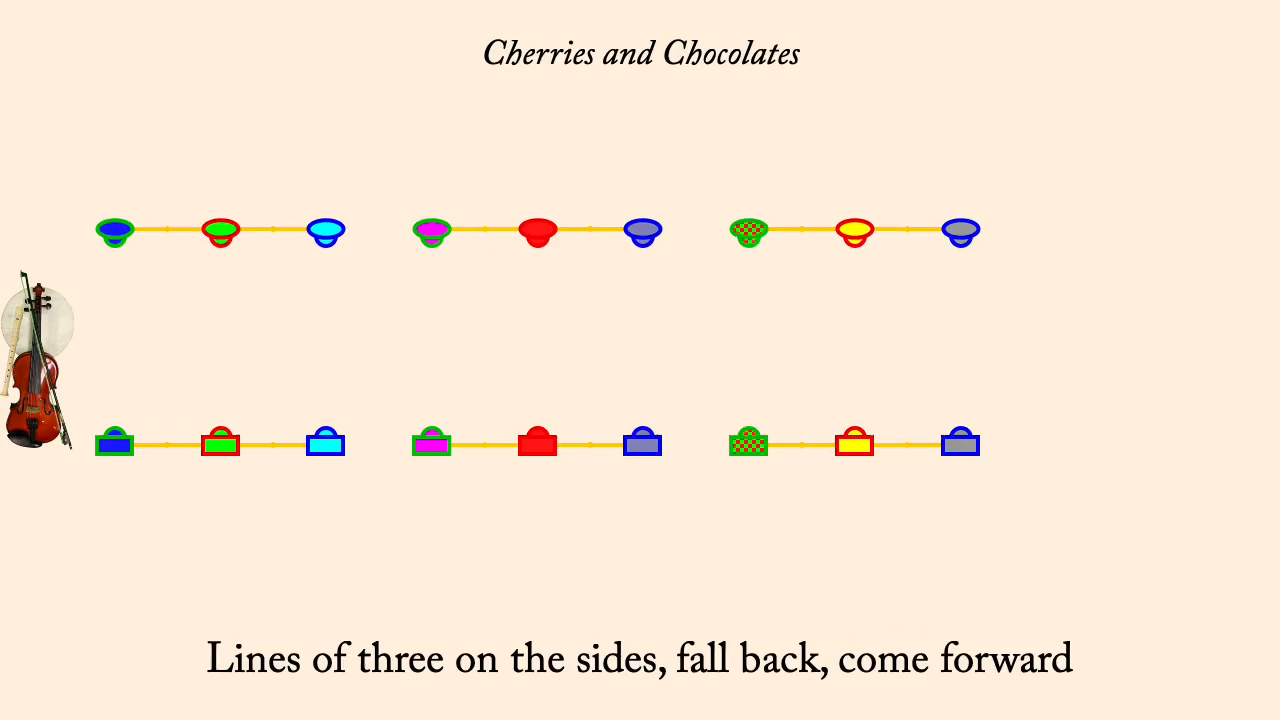 Cherries and Chocolates
Lines of three on the sides, fall back, come forward